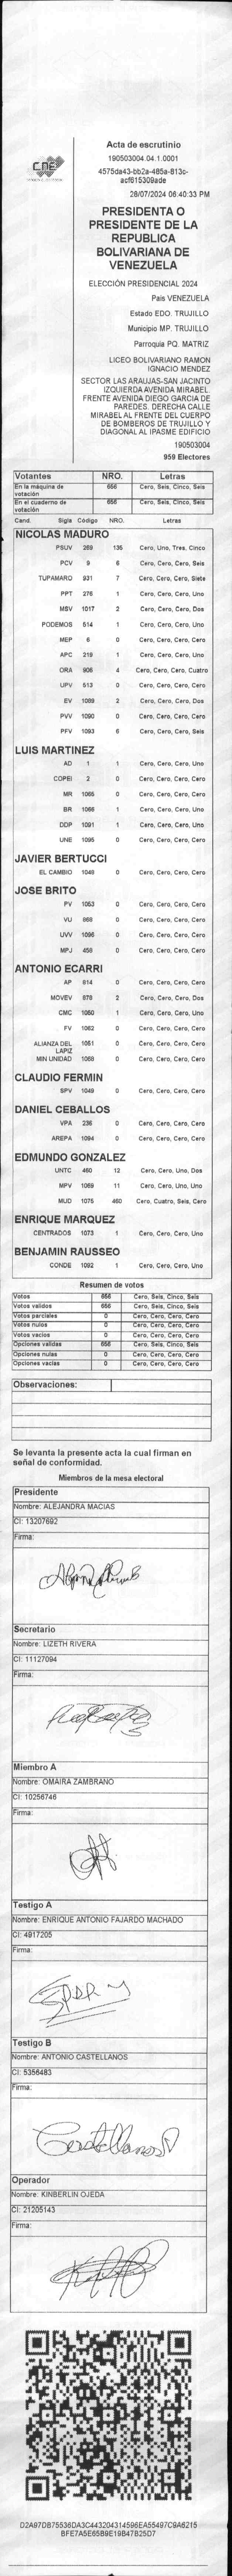 cne
Acta de escrutinio
190503004.04.1.0001
4575da43-bb2a-485a-813c-
acf615309ade
28/07/2024 06:40:33 PM
PRESIDENTA O
PRESIDENTE DE LA
REPUBLICA
BOLIVARIANA DE
VENEZUELA
ELECCIÓN PRESIDENCIAL 2024
Pais VENEZUELA
Estado EDO. TRUJILLO
Municipio MP. TRUJILLO
Parroquia PQ. MATRIZ
LICEO BOLIVARIANO RAMON
IGNACIO MENDEZ
SECTOR LAS ARAUJAS-SAN JACINTO
IZQUIERDA AVENIDA MIRABEL.
FRENTE AVENIDA DIEGO GARCIA DE
PAREDES. DERECHA CALLE
MIRABEL AL FRENTE DEL CUERPO
DE BOMBEROS DE TRUJILLO Y
DIAGONAL AL IPASME EDIFICIO
190503004
959 Electores
Votantes NRO. Letras
En la máquina de votación 656 Cero, Seis, Cinco, Seis
En el cuaderno de votación 656 Cero, Seis, Cinco, Seis
Cand. Sigla Código NRO. Letras
NICOLAS MADURO
PSUV 269 135 Cero, Uno, Tres, Cinco
PCV 9 6 Cero, Cero, Cero, Seis
TUPAMARO 931 7 Cero, Cero, Cero, Siete
PPT 276 1 Cero, Cero, Cero, Uno
MSV 1017 2 Cero, Cero, Cero, Dos
PODEMOS 514 1 Cero, Cero, Cero, Uno
MEP 6 0 Cero, Cero, Cero, Cero
APC 219 1 Cero, Cero, Cero, Uno
ORA 906 4 Cero, Cero, Cero, Cuatro
UPV 513 0 Cero, Cero, Cero, Cero
EV 1089 2 Cero, Cero, Cero, Dos
PVV 1090 0 Cero, Cero, Cero, Cero
PFV 1093 6 Cero, Cero, Cero, Seis
LUIS MARTINEZ
AD 1 1 Cero, Cero, Cero, Uno
COPEI 2 0 Cero, Cero, Cero, Cero
MR 1065 0 Cero, Cero, Cero, Cero
BR 1066 1 Cero, Cero, Cero, Uno
DDP 1091 1 Cero, Cero, Cero, Uno
UNE 1095 0 Cero, Cero, Cero, Cero
JAVIER BERTUCCI
EL CAMBIO 1048 0 Cero, Cero, Cero, Cero
JOSE BRITO
PV 1053 0 Cero, Cero, Cero, Cero
VU 868 0 Cero, Cero, Cero, Cero
UVV 1096 0 Cero, Cero, Cero, Cero
MPJ 458 0 Cero, Cero, Cero, Cero
ANTONIO ECARRI
AP 814 0 Cero, Cero, Cero, Cero
MOVEV 878 2 Cero, Cero, Cero, Dos
CMC 1050 1 Cero, Cero, Cero, Uno
FV 1082 0 Cero, Cero, Cero, Cero
ALIANZA DEL LAPIZ 1051 0 Cero, Cero, Cero, Cero
MIN UNIDAD 1068 0 Cero, Cero, Cero, Cero
CLAUDIO FERMIN
SPV 1049 0 Cero, Cero, Cero, Cero
DANIEL CEBALLOS
VPA 236 0 Cero, Cero, Cero, Cero
AREPA 1094 0 Cero, Cero, Cero, Cero
EDMUNDO GONZALEZ
UNTC 460 12 Cero, Cero, Uno, Dos
MPV 1069 11 Cero, Cero, Uno, Uno
MUD 1075 460 Cero, Cuatro, Seis, Cero
ENRIQUE MARQUEZ
CENTRADOS 1073 1 Cero, Cero, Cero, Uno
BENJAMIN RAUSSEO
CONDE 1092 1 Cero, Cero, Cero, Uno
Resumen de votos
Votos 656 Cero, Seis, Cinco, Seis
Votos validos 656 Cero, Seis, Cinco, Seis
Votos parciales 0 Cero, Cero, Cero, Cero
Votos nulos 0 Cero, Cero, Cero, Cero
Votos vacios 0 Cero, Cero, Cero, Cero
Opciones validas 656 Cero, Seis, Cinco, Seis
Opciones nulas 0 Cero, Cero, Cero, Cero
Opciones vacias 0 Cero, Cero, Cero, Cero
Observaciones:
Se levanta la presente acta la cual firman en
señal de conformidad.
Miembros de la mesa electoral
Presidente
Nombre: ALEJANDRA MACIAS
CI: 13207692
Firma:
Secretario
Nombre: LIZETH RIVERA
CI: 11127094
Firma:
Miembro A
Nombre: OMAIRA ZAMBRANO
CI: 10256746
Firma:
Testigo A
Nombre: ENRIQUE ANTONIO FAJARDO MACHADO
CI: 4917205
Firma:
Testigo B
Nombre: ANTONIO CASTELLANOS
CI: 5356483
Firma:
Castellanos
Operador
Nombre: KINBERLIN OJEDA
CI: 21205143
Firma:
D2A97DB75536DA3C443204314596EA55497C9A6215
BFE7A5E65B9E19B47B25D7